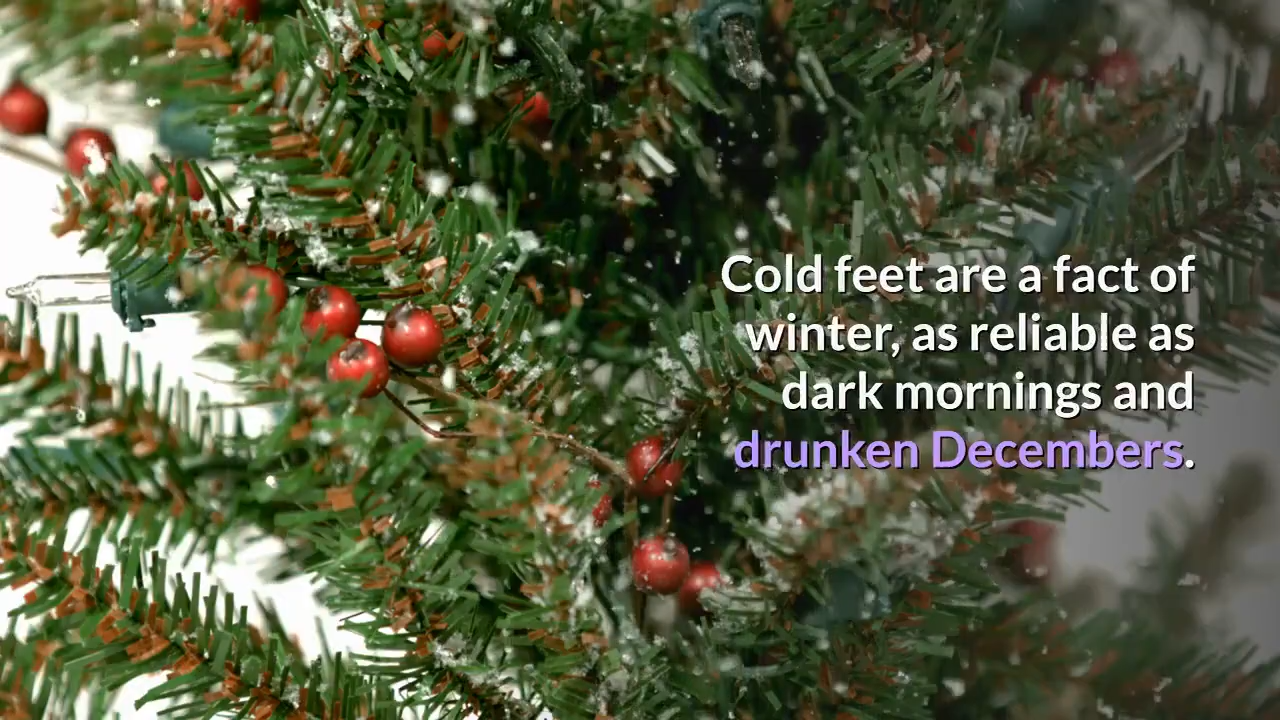 Cold feet are a fact of
winter, as reliable as
dark mornings and
drunken Decembers.